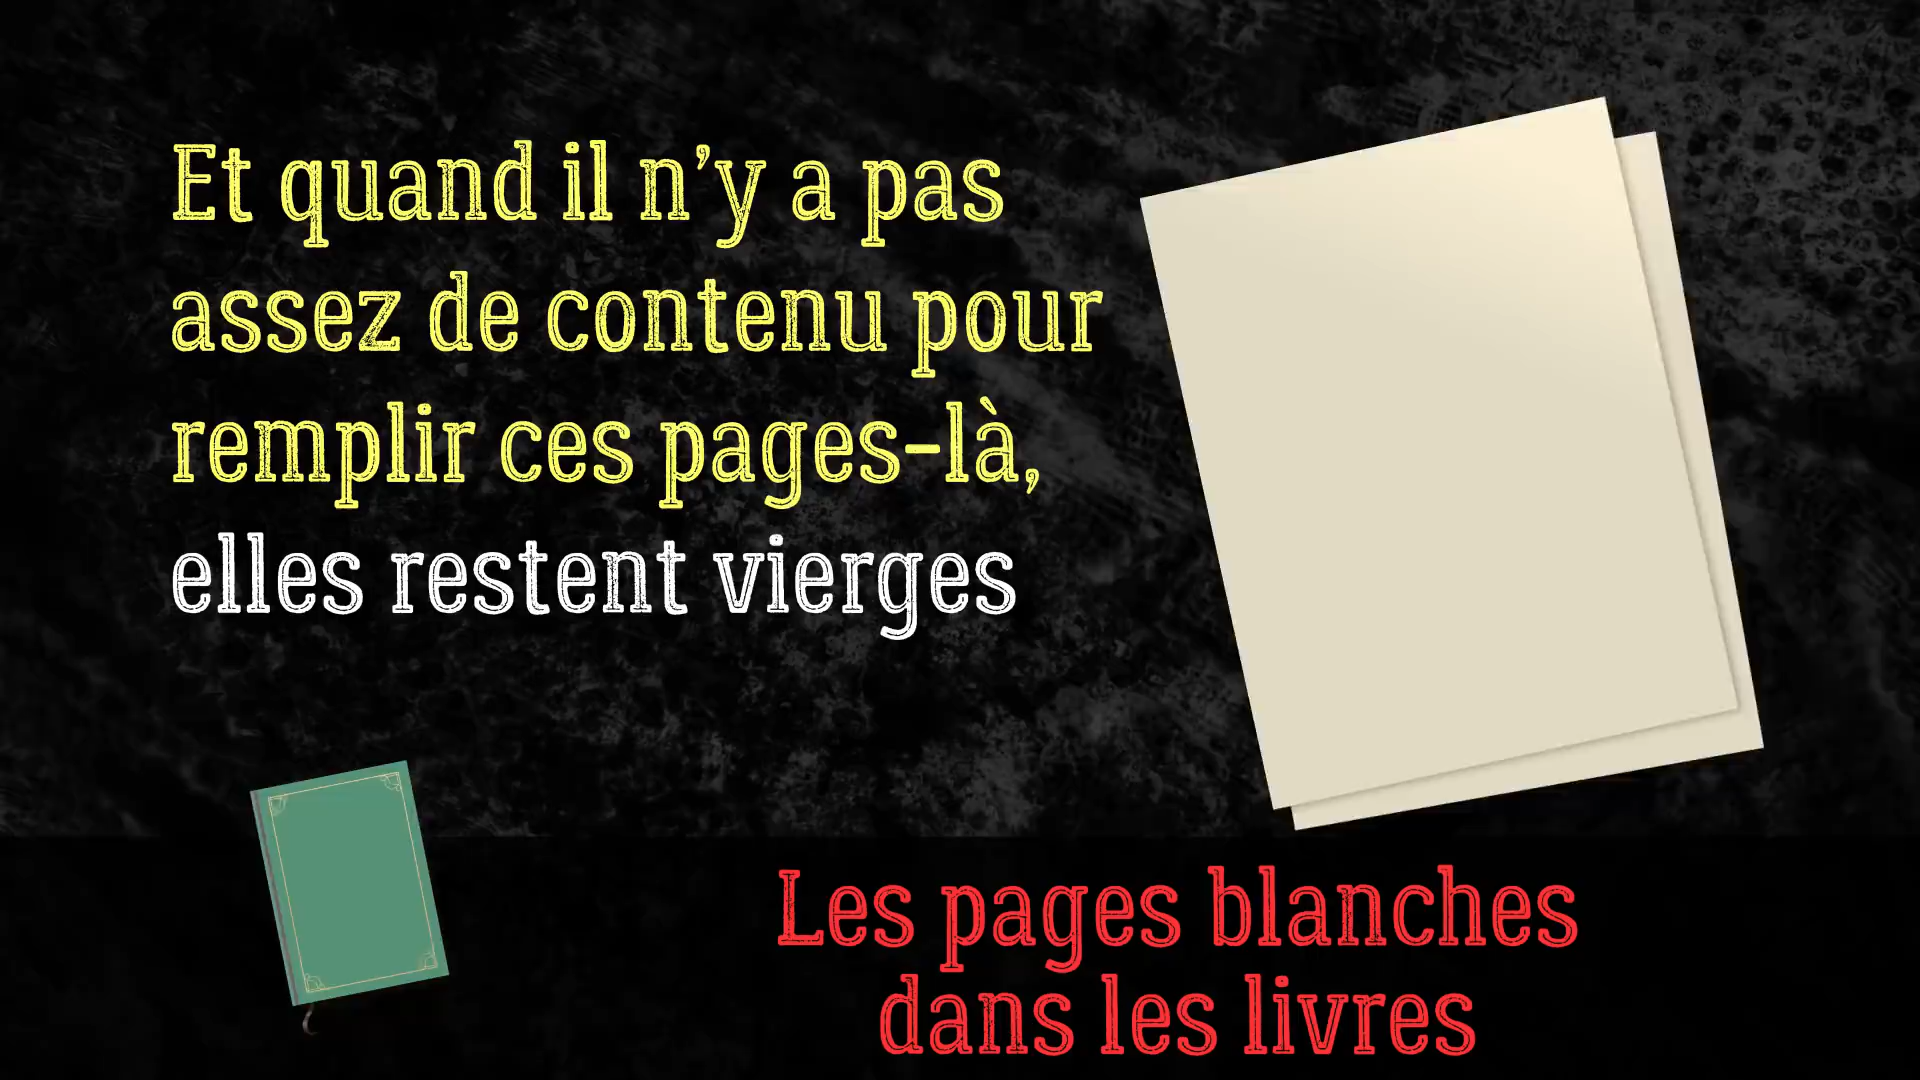 Et quand il n’y a pas
assez de contenu pour
remplir ces pages-là,
elles restent vierges
Les pages blanches
dans les livres